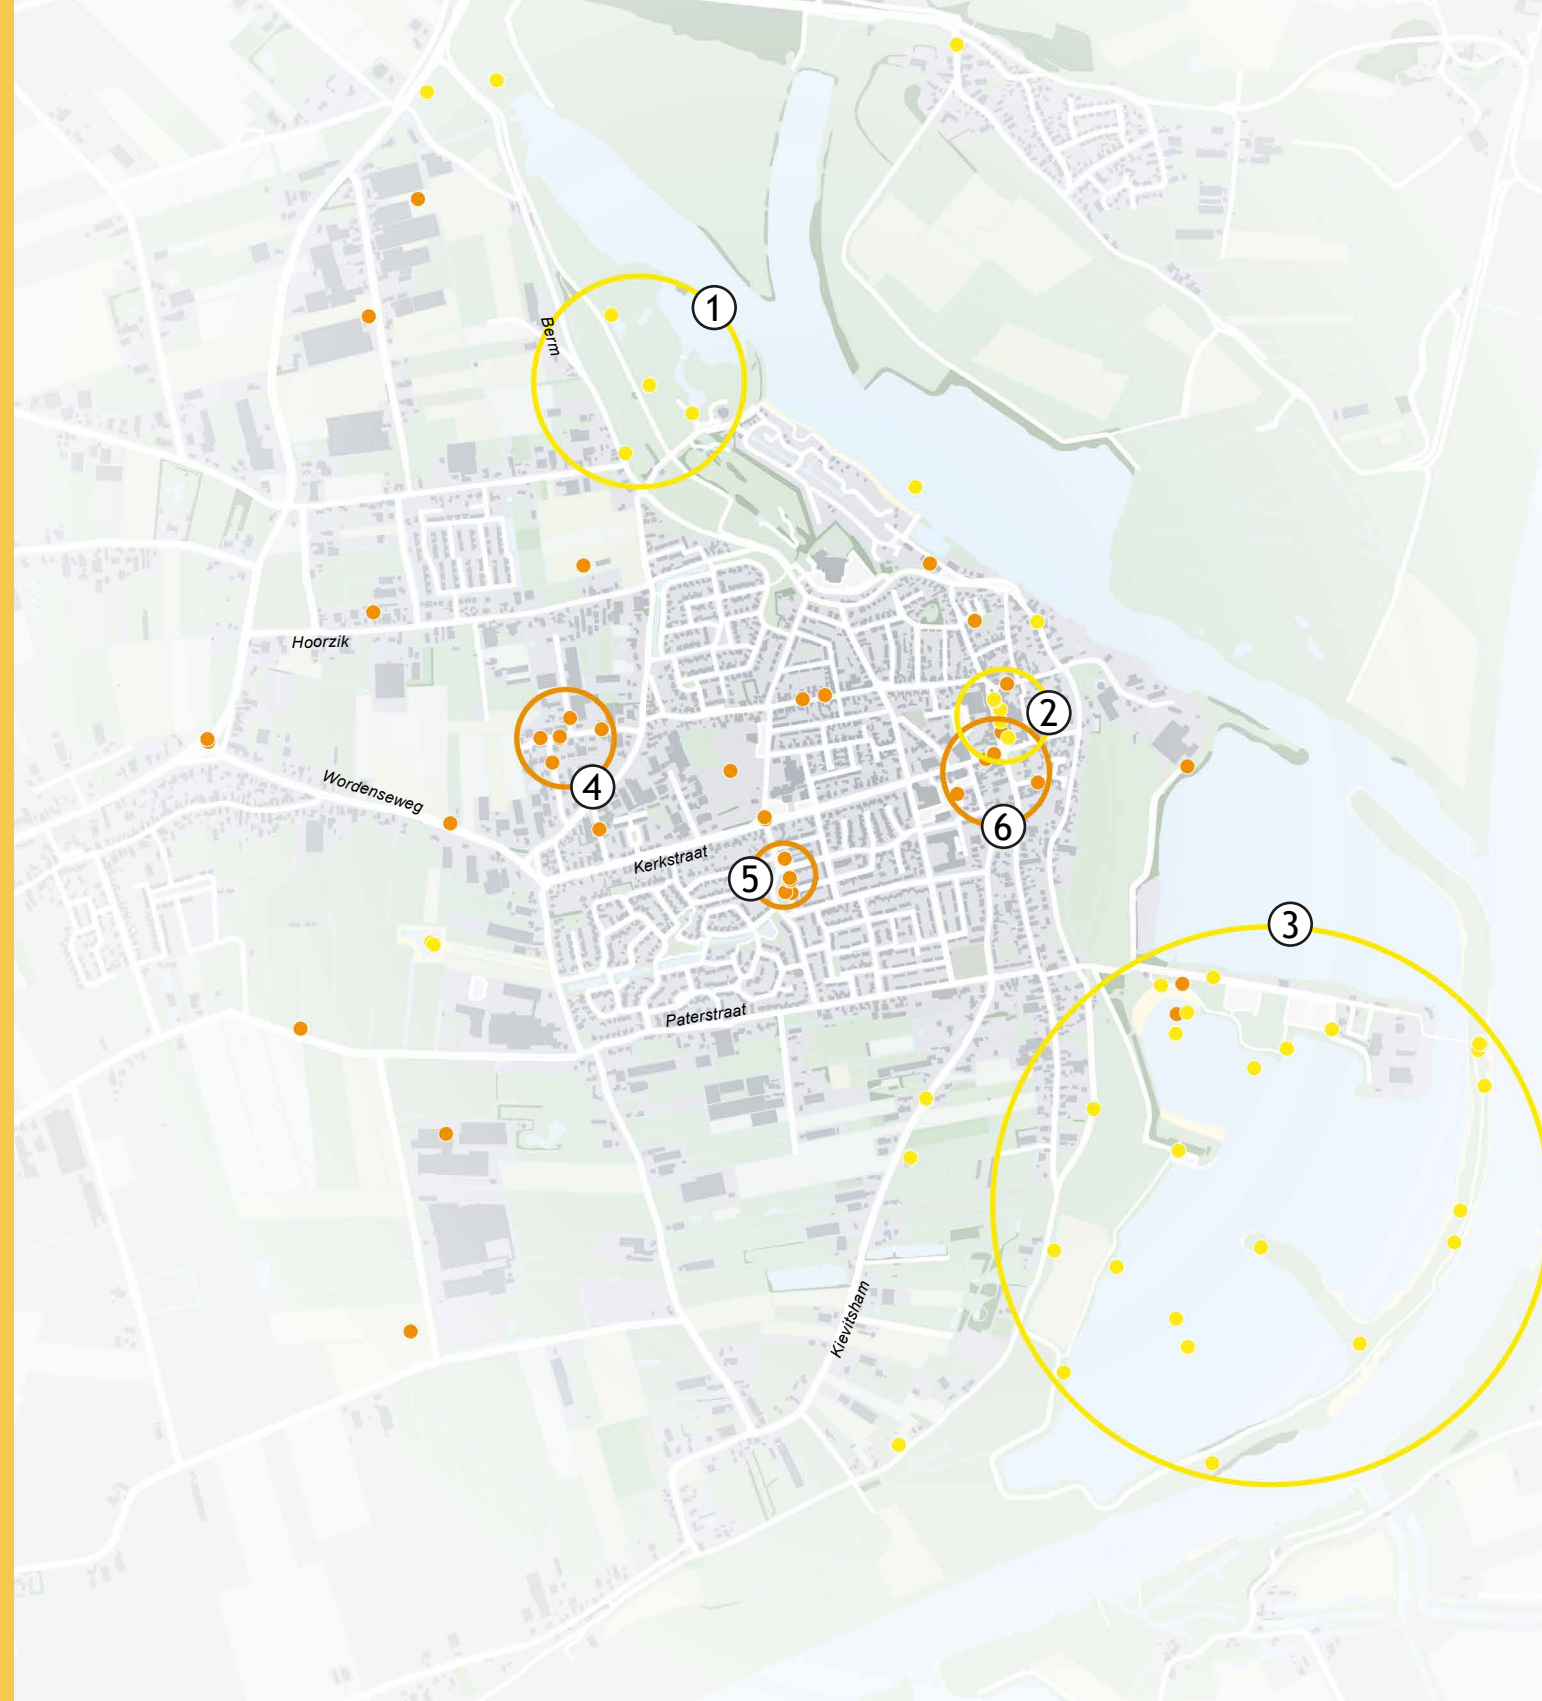 1
Berm
Hoorzik
2
4
Wordenseweg
6
Kerkstraat
5
3
Paterstraat
Kievitsham